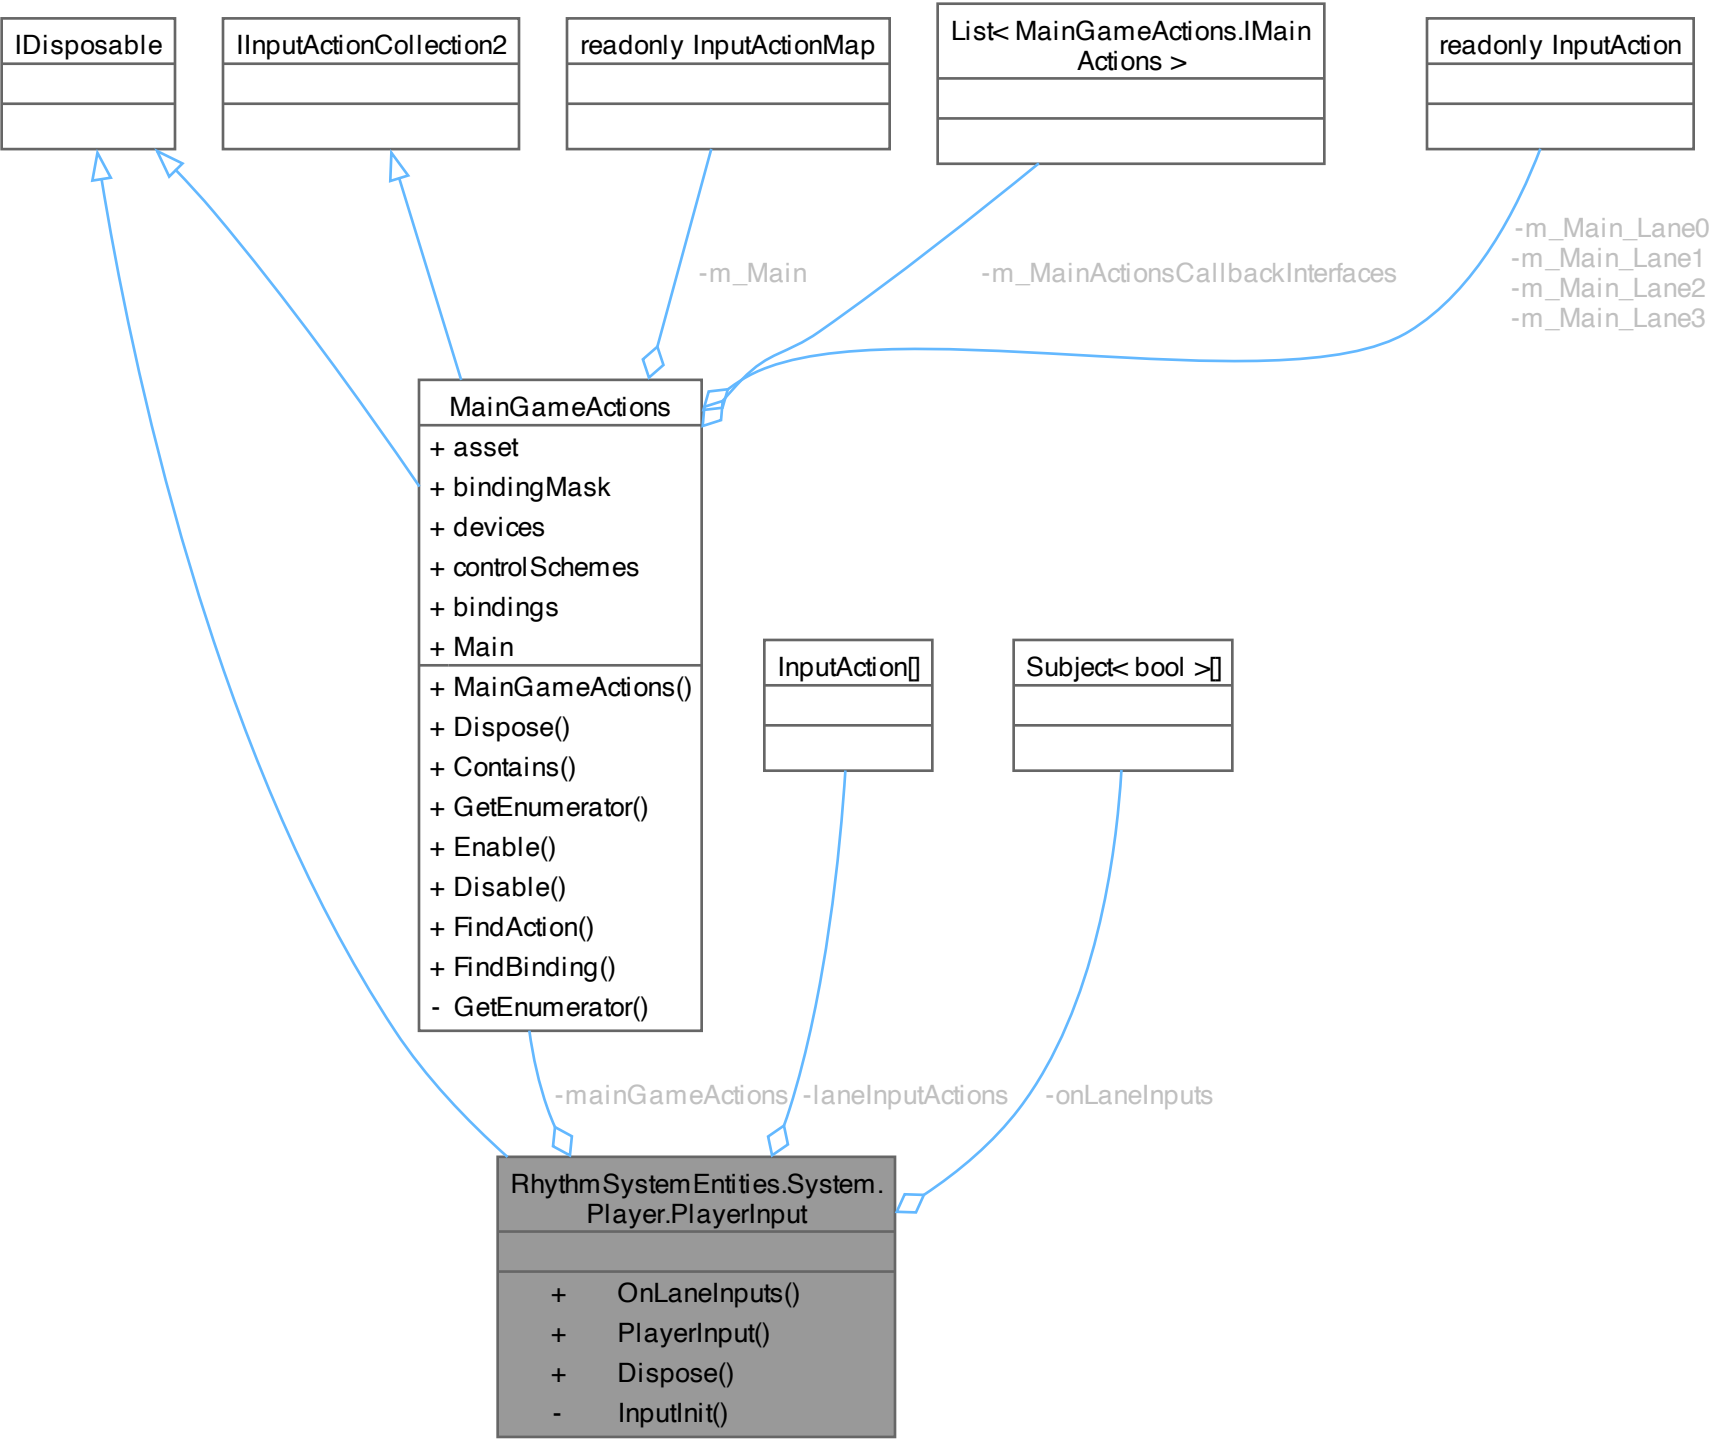 IDisposable
IInputActionCollection2
readonly InputActionMap
List< MainGameActions.IMain
Actions >
readonly InputAction
-m_Main
-m_MainActionsCallbackInterfaces
-m_Main_Lane0
-m_Main_Lane1
-m_Main_Lane2
-m_Main_Lane3
MainGameActions
+ asset
+ bindingMask
+ devices
+ controlSchemes
+ bindings
+ Main
+ MainGameActions()
+ Dispose()
+ Contains()
+ GetEnumerator()
+ Enable()
+ Disable()
+ FindAction()
+ FindBinding()
- GetEnumerator()
InputAction[]
Subject< bool >[]
-mainGameActions
-laneInputActions
-onLaneInputs
RhythmSystemEntities.System.
Player.PlayerInput
+ OnLaneInputs()
+ PlayerInput()
+ Dispose()
- InputInit()